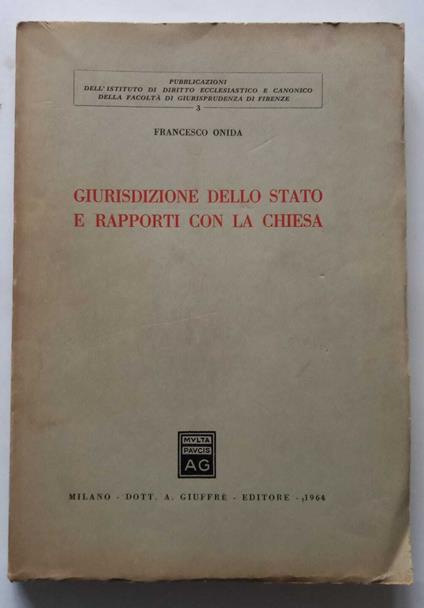 PUBBLICAZIONI
DELL'ISTITUTO DI DIRITTO ECCLESIASTICO E CANONICO
DELLA FACOLTÀ DI GIURISPRUDENZA DI FIRENZE
3
FRANCESCO ONIDA
GIURISDIZIONE DELLO STATO
E RAPPORTI CON LA CHIESA
MVLTA
PAVCIS
AG
MILANO - DOTT. A. GIUFFRÈ - EDITORE - 1964